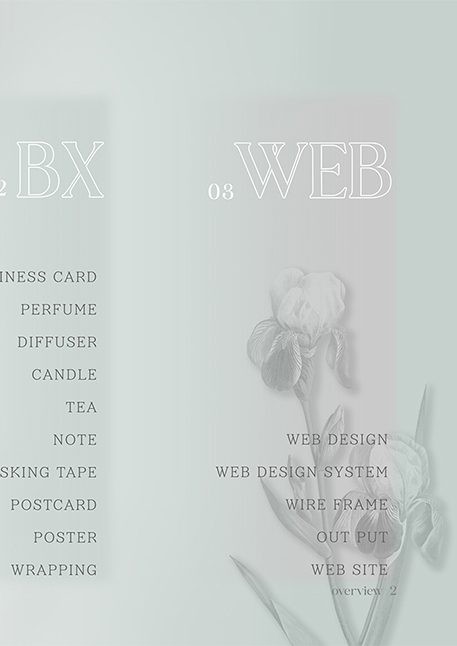 2 BX
INESS CARD
PERFUME
DIFFUSER
CANDLE
TEA
NOTE
SKING TAPE
POSTCARD
POSTER
WRAPPING
03 WEB
WEB DESIGN
WEB DESIGN SYSTEM
WIRE FRAME
OUT PUT
WEB SITE
overview 2